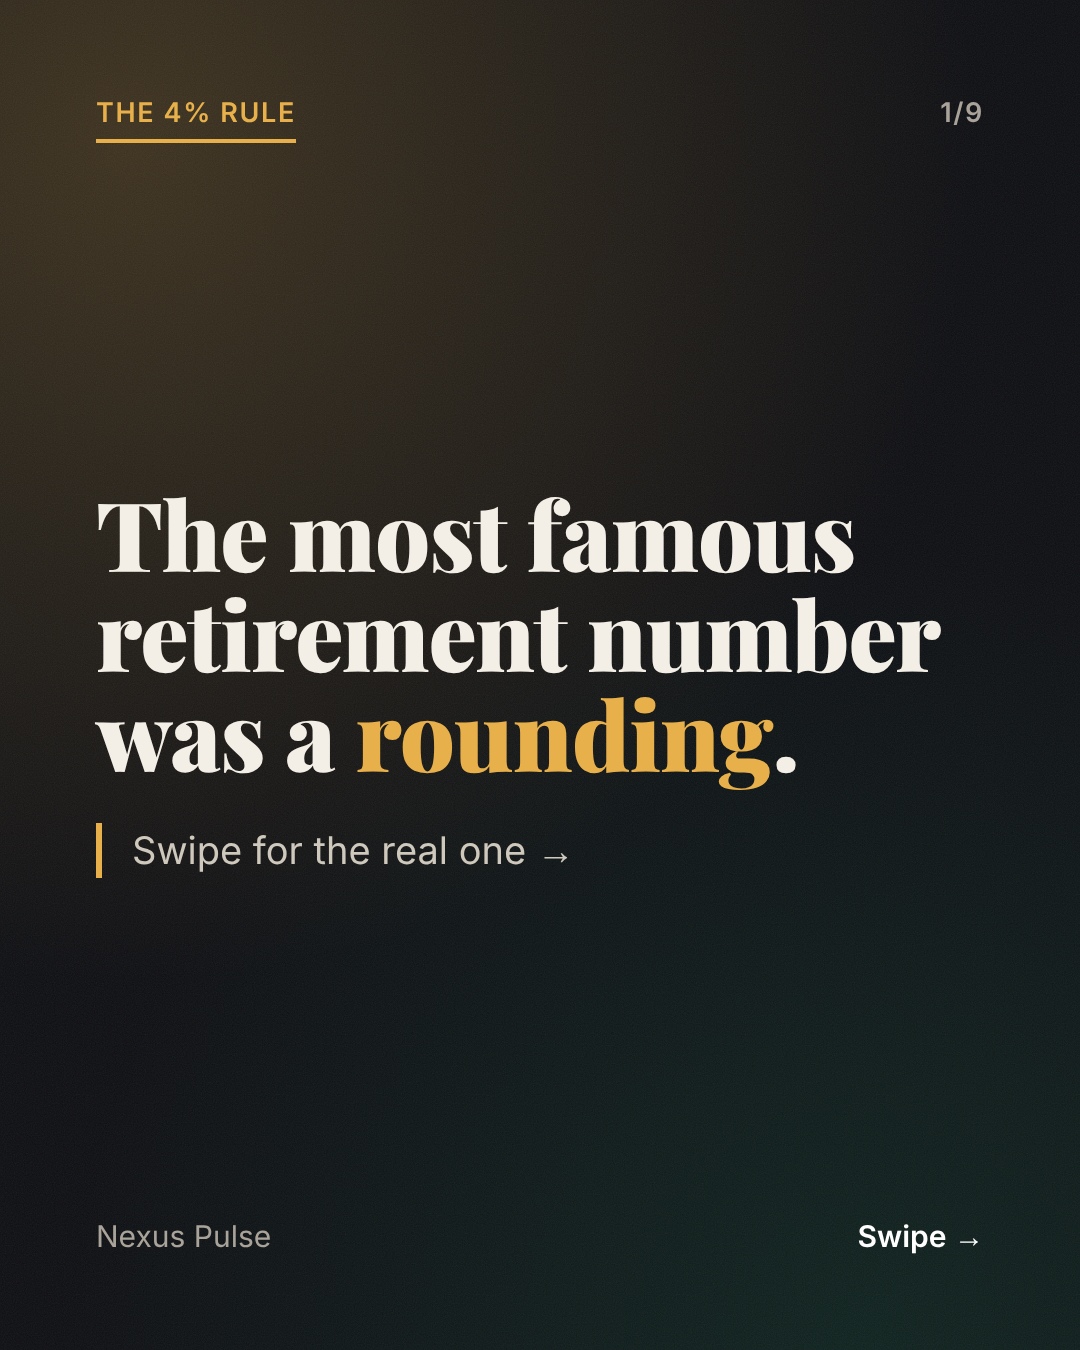 THE 4% RULE
1/9
The most famous
retirement number
was a rounding.
Swipe for the real one →
Nexus Pulse
Swipe →